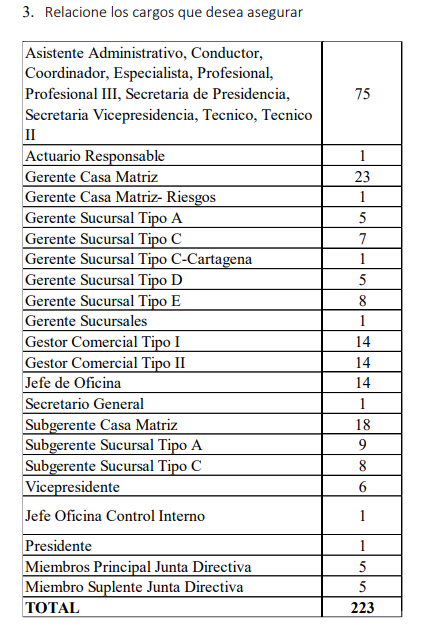 3. Relacione los cargos que desea asegurar
Asistente Administrativo, Conductor,
Coordinador, Especialista, Profesional,
Profesional III, Secretaria de Presidencia, 75
Secretaria Vicepresidencia, Tecnico, Tecnico
II
Actuario Responsable 1
Gerente Casa Matriz 23
Gerente Casa Matriz- Riesgos 1
Gerente Sucursal Tipo A 5
Gerente Sucursal Tipo C 7
Gerente Sucursal Tipo C-Cartagena 1
Gerente Sucursal Tipo D 5
Gerente Sucursal Tipo E 8
Gerente Sucursales 1
Gestor Comercial Tipo I 14
Gestor Comercial Tipo II 14
Jefe de Oficina 14
Secretario General 1
Subgerente Casa Matriz 18
Subgerente Sucursal Tipo A 9
Subgerente Sucursal Tipo C 8
Vicepresidente 6
Jefe Oficina Control Interno 1
Presidente 1
Miembros Principal Junta Directiva 5
Miembro Suplente Junta Directiva 5
TOTAL 223